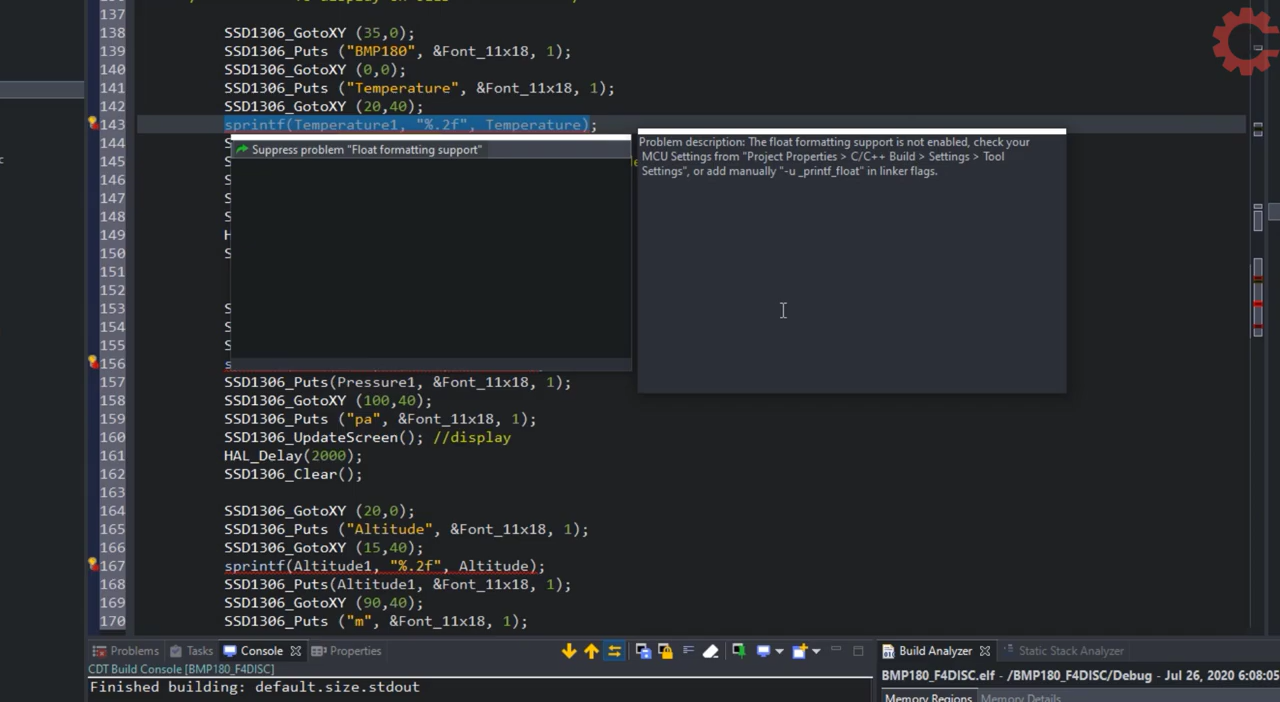 137
138 SSD1306_GotoXY (35,0);
139 SSD1306_Puts ("BMP180", &Font_11x18, 1);
140 SSD1306_GotoXY (0,0);
141 SSD1306_Puts ("Temperature", &Font_11x18, 1);
142 SSD1306_GotoXY (20,40);
143 sprintf(Temperature1, "%.2f", Temperature);
144 S
Suppress problem "Float formatting support"
Problem description: The float formatting support is not enabled, check your
MCU Settings from "Project Properties > C/C++ Build > Settings > Tool
Settings", or add manually "-u _printf_float" in linker flags.
145 S
146 S
147 S
148 S
149 H
150 S
151
152
153 S
154 S
155 S
156 s
157 SSD1306_Puts(Pressure1, &Font_11x18, 1);
158 SSD1306_GotoXY (100,40);
159 SSD1306_Puts ("pa", &Font_11x18, 1);
160 SSD1306_UpdateScreen(); //display
161 HAL_Delay(2000);
162 SSD1306_Clear();
163
164 SSD1306_GotoXY (20,0);
165 SSD1306_Puts ("Altitude", &Font_11x18, 1);
166 SSD1306_GotoXY (15,40);
167 sprintf(Altitude1, "%.2f", Altitude);
168 SSD1306_Puts(Altitude1, &Font_11x18, 1);
169 SSD1306_GotoXY (90,40);
170 SSD1306_Puts ("m", &Font_11x18, 1);
Problems Tasks Console Properties
CDT Build Console [BMP180_F4DISC]
Finished building: default.size.stdout
Build Analyzer Static Stack Analyzer
BMP180_F4DISC.elf - /BMP180_F4DISC/Debug - Jul 26, 2020 6:08:05
Memory Regions Memory Details